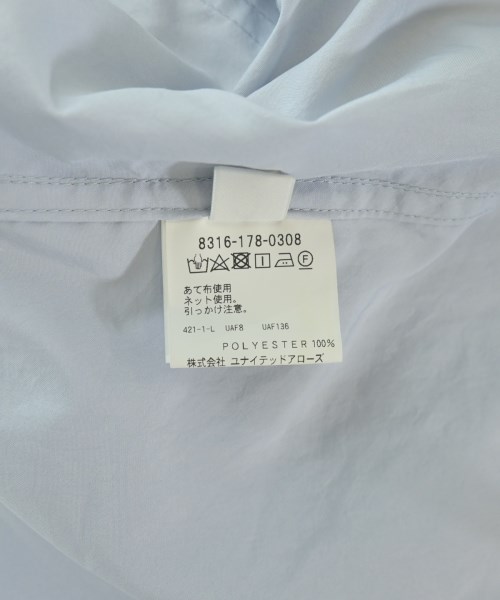 8316-178-0308
F
あて布使用
ネット使用。
引っかけ注意。
421-1-L UAF8 UAF136
POLYESTER 100%
株式会社 ユナイテッドアローズ